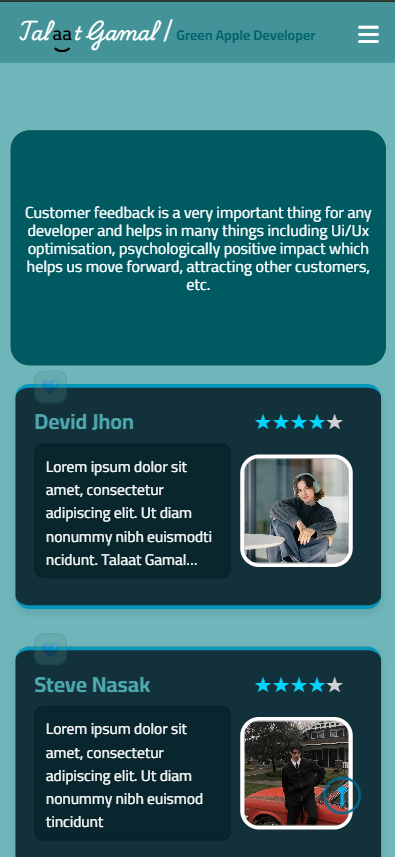 Talaat Gamal / Green Apple Developer
Customer feedback is a very important thing for any
developer and helps in many things including Ui/Ux
optimisation, psychologically positive impact which
helps us move forward, attracting other customers,
etc.
Devid Jhon
Lorem ipsum dolor sit
amet, consectetur
adipiscing elit. Ut diam
nonummy nibh euismodti
ncidunt. Talaat Gamal...
Steve Nasak
Lorem ipsum dolor sit
amet, consectetur
adipiscing elit. Ut diam
nonummy nibh euismod
tincidunt